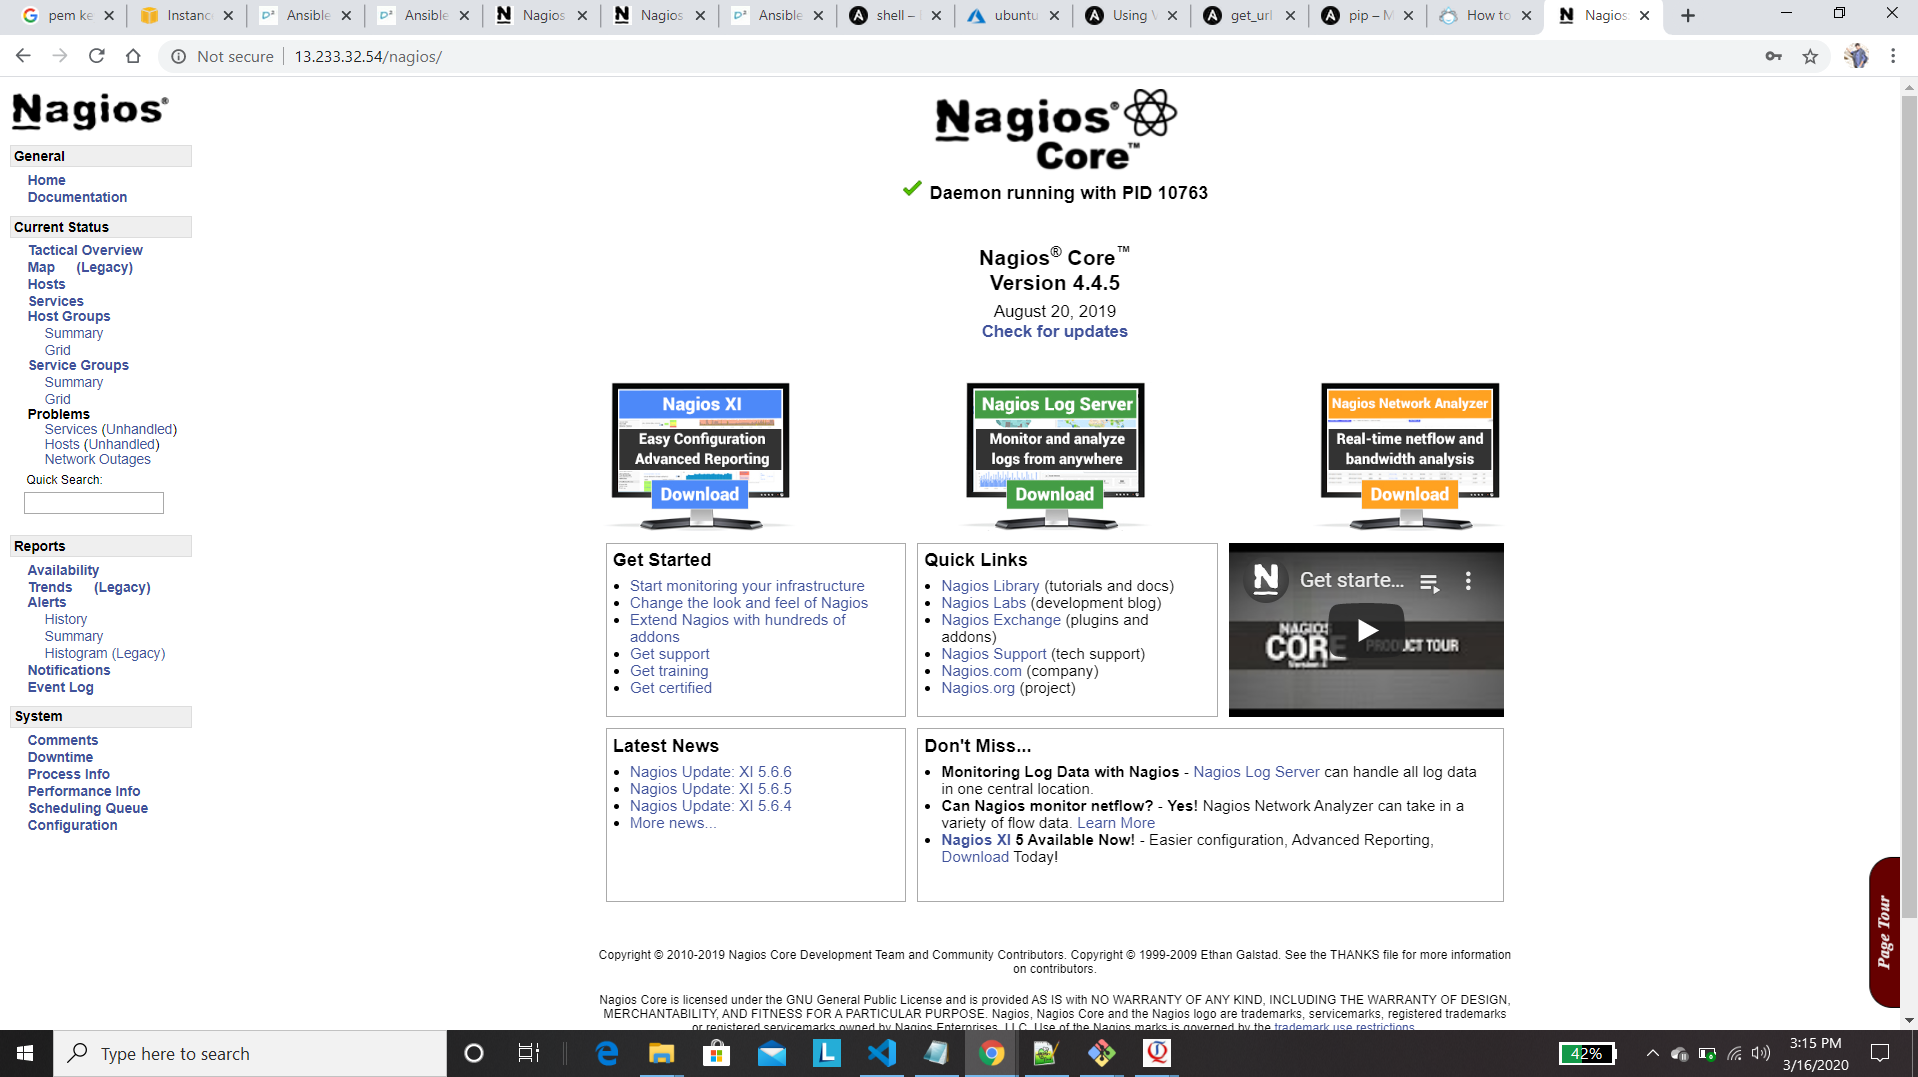 pem ke
Instanc
Ansible
Ansible
Nagios
Nagios
Ansible
shell –
ubuntu
Using V
get_url
pip – M
How to
Nagios
Not secure
13.233.32.54/nagios/
Nagios®
General
Home
Documentation
Current Status
Tactical Overview
Map (Legacy)
Hosts
Services
Host Groups
Summary
Grid
Service Groups
Summary
Grid
Problems
Services (Unhandled)
Hosts (Unhandled)
Network Outages
Quick Search:
Reports
Availability
Trends (Legacy)
Alerts
History
Summary
Histogram (Legacy)
Notifications
Event Log
System
Comments
Downtime
Process Info
Performance Info
Scheduling Queue
Configuration
Nagios®
Core™
Daemon running with PID 10763
Nagios® Core™
Version 4.4.5
August 20, 2019
Check for updates
Nagios XI
Easy Configuration
Advanced Reporting
Download
Nagios Log Server
Monitor and analyze
logs from anywhere
Download
Nagios Network Analyzer
Real-time netflow and
bandwidth analysis
Download
Get Started
Start monitoring your infrastructure
Change the look and feel of Nagios
Extend Nagios with hundreds of
addons
Get support
Get training
Get certified
Quick Links
Nagios Library (tutorials and docs)
Nagios Labs (development blog)
Nagios Exchange (plugins and
addons)
Nagios Support (tech support)
Nagios.com (company)
Nagios.org (project)
N Get starte...
NAGIOS
CORE PRODUCT TOUR
Latest News
Nagios Update: XI 5.6.6
Nagios Update: XI 5.6.5
Nagios Update: XI 5.6.4
More news...
Don't Miss...
Monitoring Log Data with Nagios - Nagios Log Server can handle all log data
in one central location.
Can Nagios monitor netflow? - Yes! Nagios Network Analyzer can take in a
variety of flow data. Learn More
Nagios XI 5 Available Now! - Easier configuration, Advanced Reporting,
Download Today!
Page Tour
Copyright © 2010-2019 Nagios Core Development Team and Community Contributors. Copyright © 1999-2009 Ethan Galstad. See the THANKS file for more information
on contributors.
Nagios Core is licensed under the GNU General Public License and is provided AS IS with NO WARRANTY OF ANY KIND, INCLUDING THE WARRANTY OF DESIGN,
MERCHANTABILITY, AND FITNESS FOR A PARTICULAR PURPOSE. Nagios, Nagios Core and the Nagios logo are trademarks, servicemarks, registered trademarks
or registered servicemarks owned by Nagios Enterprises, LLC. Use of the Nagios marks is governed by the trademark use restrictions.
Type here to search
42%
3:15 PM
3/16/2020